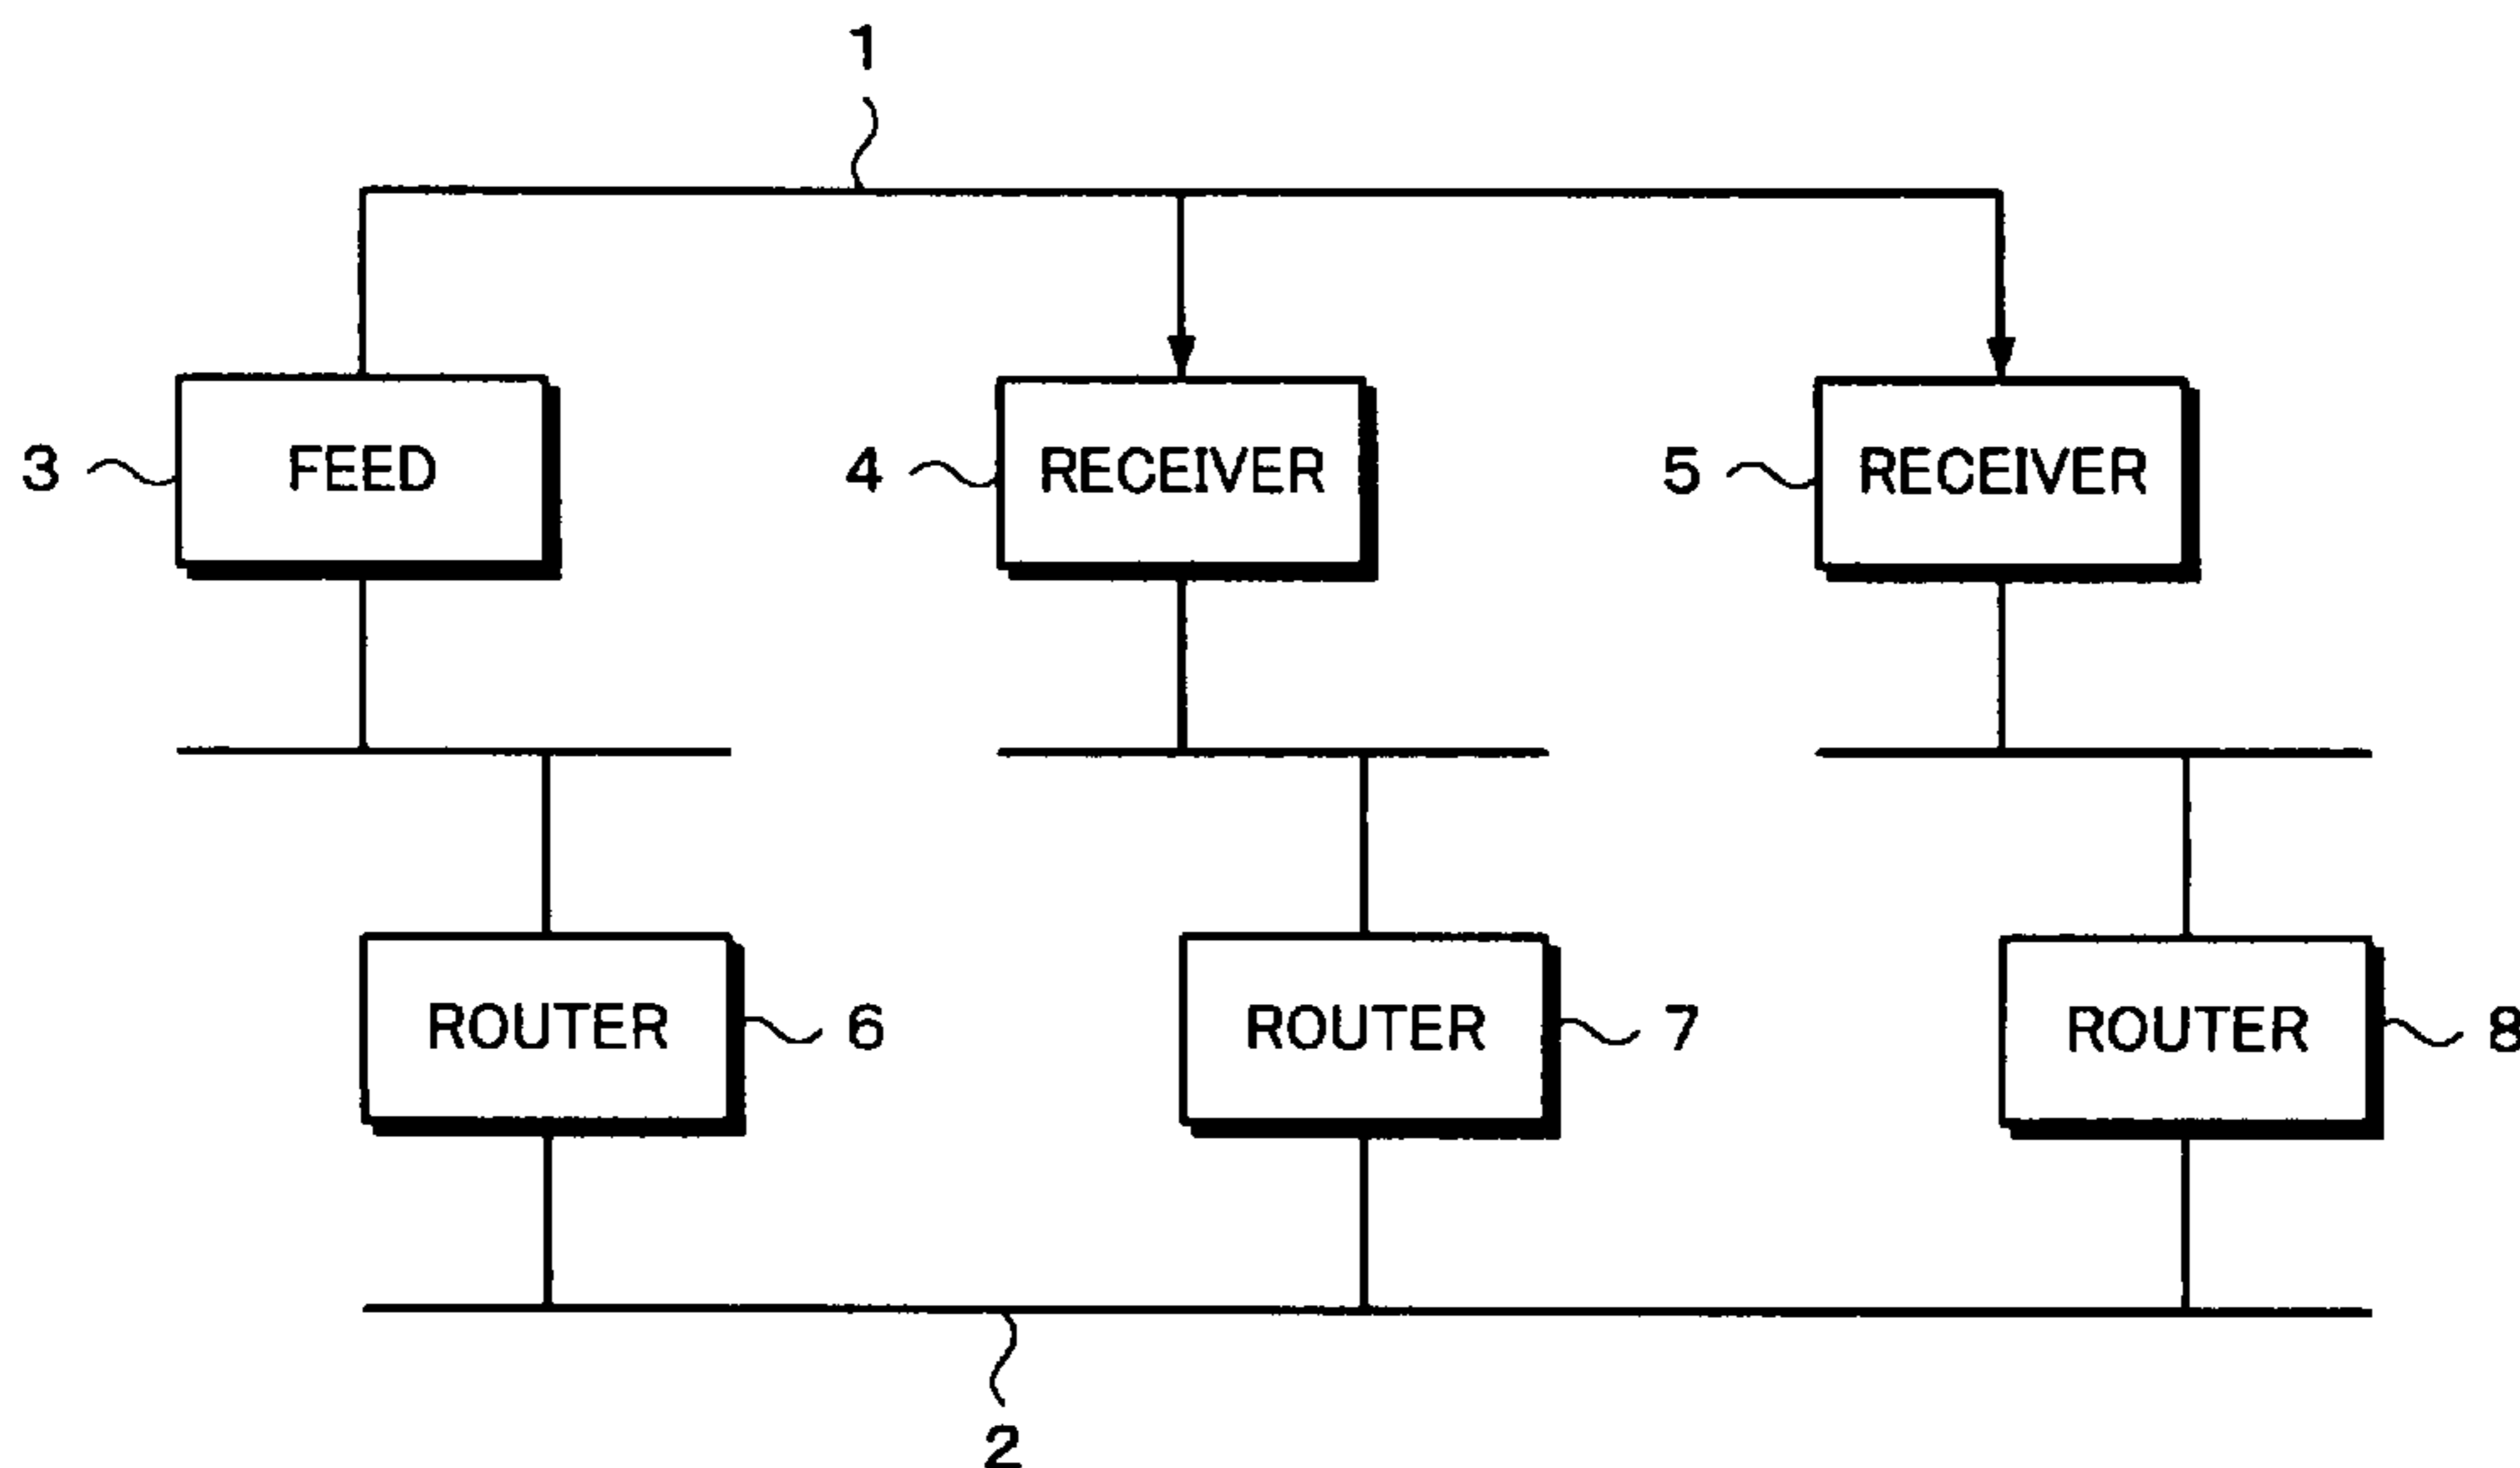 1
3 FEED 4 RECEIVER 5 RECEIVER
ROUTER 6 ROUTER 7 ROUTER 8
2